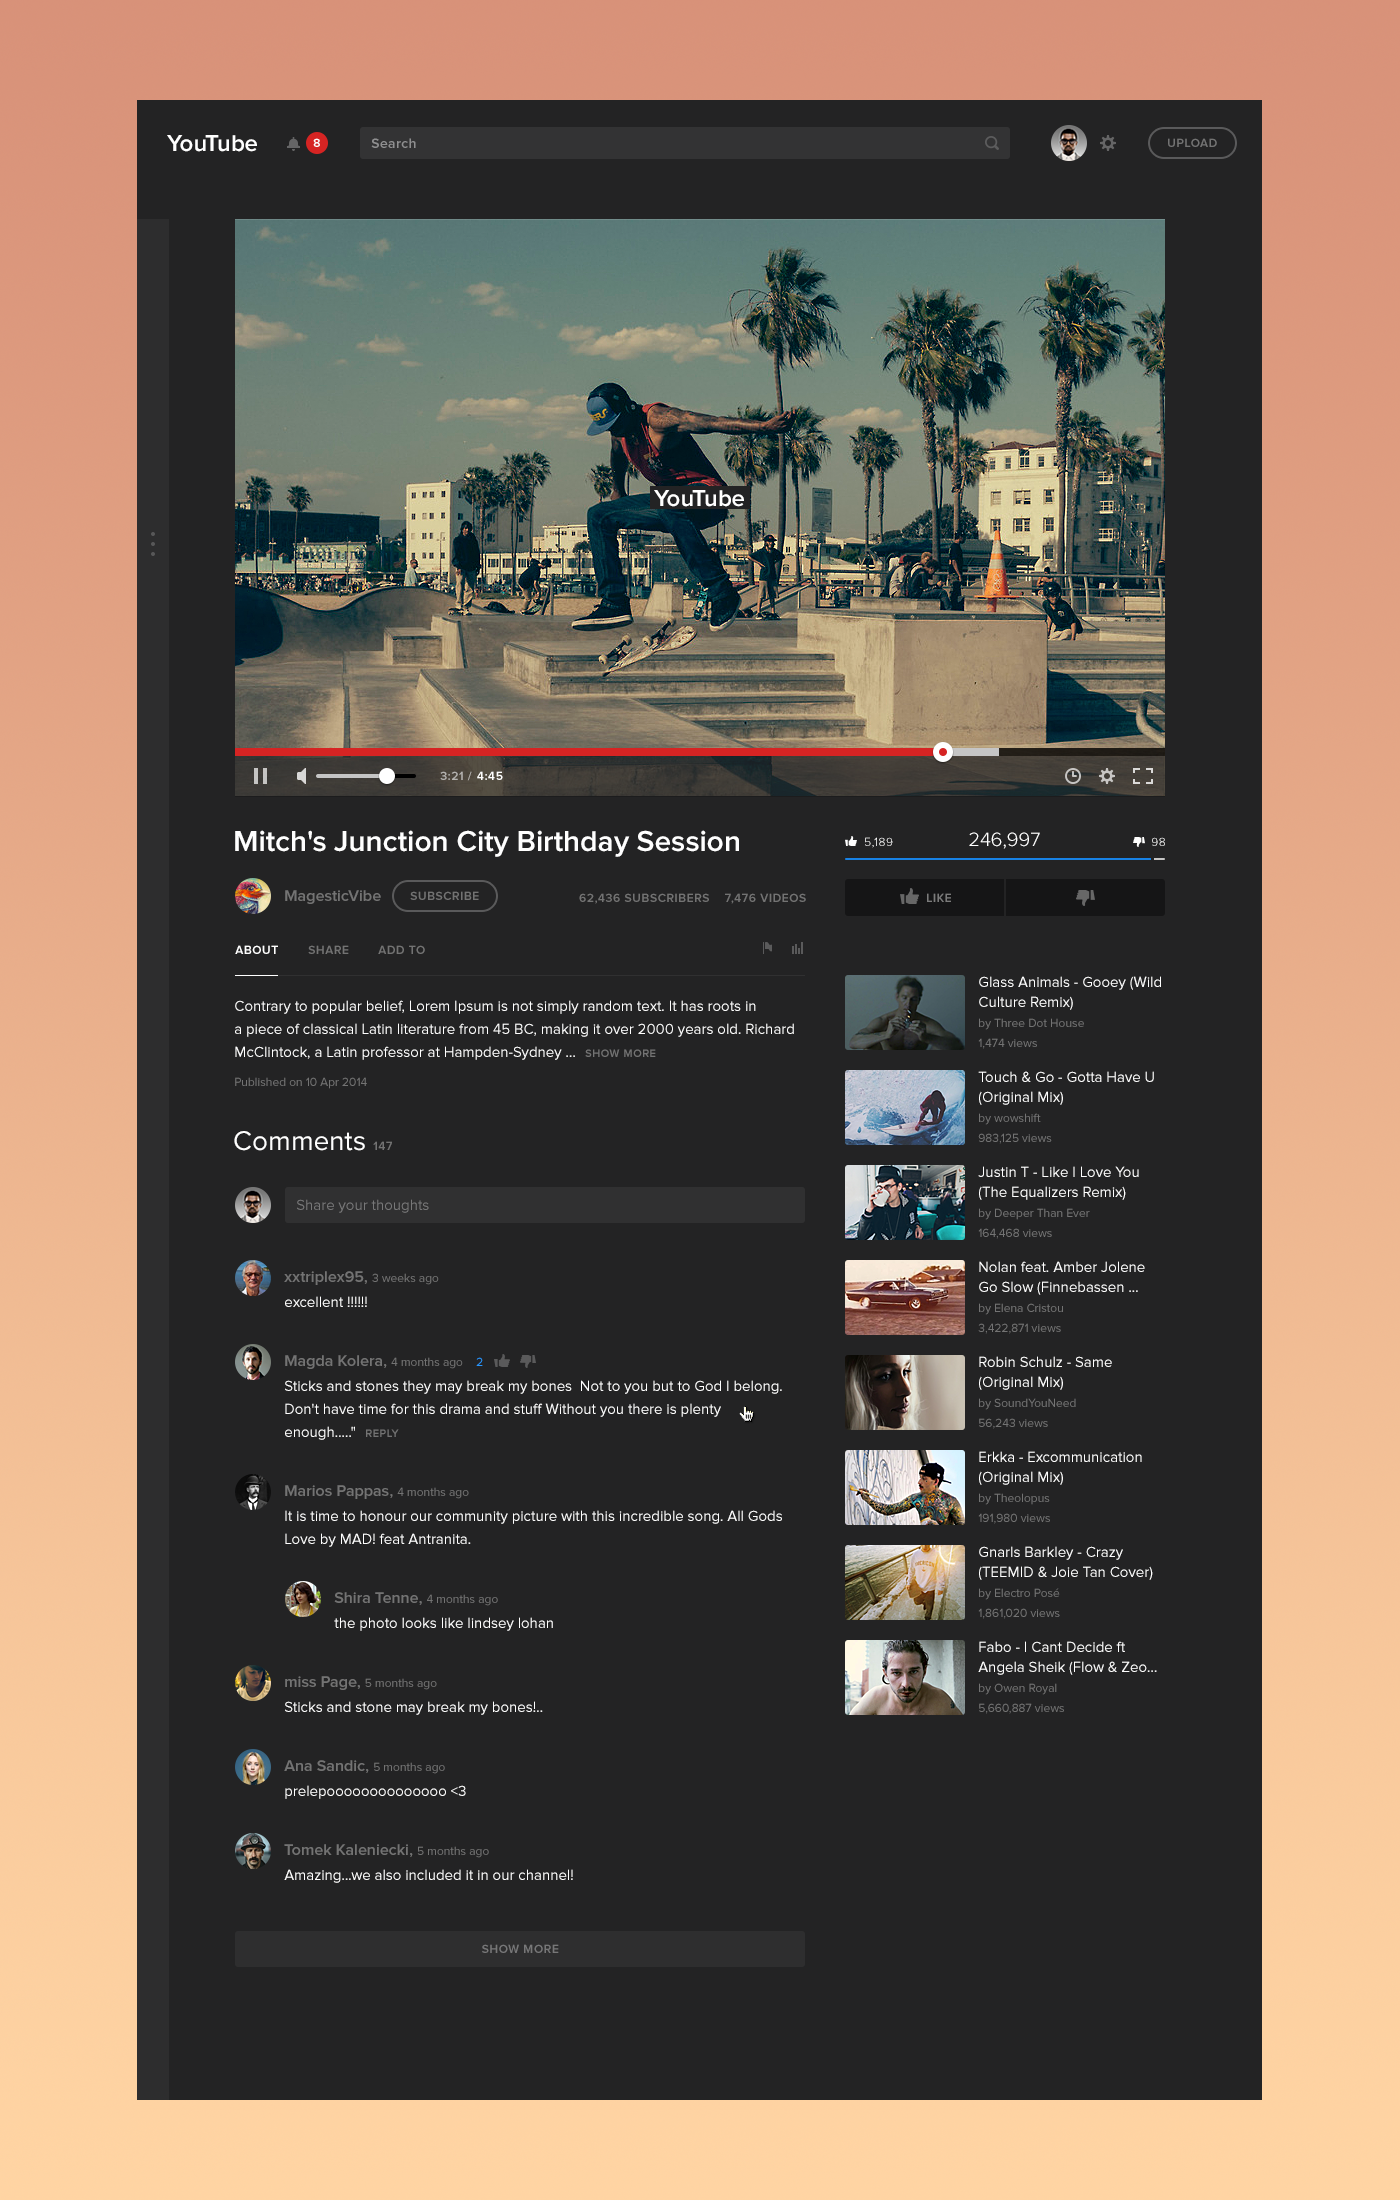 YouTube
8
Search
UPLOAD
YouTube
3:21 / 4:45
Mitch's Junction City Birthday Session
5,189
246,997
98
MagesticVibe
SUBSCRIBE
62,436 SUBSCRIBERS
7,476 VIDEOS
LIKE
ABOUT
SHARE
ADD TO
Contrary to popular belief, Lorem Ipsum is not simply random text. It has roots in
a piece of classical Latin literature from 45 BC, making it over 2000 years old. Richard
McClintock, a Latin professor at Hampden-Sydney ... SHOW MORE
Published on 10 Apr 2014
Comments 147
Share your thoughts
xxtriplex95, 3 weeks ago
excellent !!!!!!
Magda Kolera, 4 months ago 2
Sticks and stones they may break my bones  Not to you but to God I belong.
Don't have time for this drama and stuff Without you there is plenty
enough....." REPLY
Marios Pappas, 4 months ago
It is time to honour our community picture with this incredible song. All Gods
Love by MAD! feat Antranita.
Shira Tenne, 4 months ago
the photo looks like lindsey lohan
miss Page, 5 months ago
Sticks and stone may break my bones!..
Ana Sandic, 5 months ago
prelepoooooooooooooo <3
Tomek Kaleniecki, 5 months ago
Amazing...we also included it in our channel!
SHOW MORE
Glass Animals - Gooey (Wild
Culture Remix)
by Three Dot House
1,474 views
Touch & Go - Gotta Have U
(Original Mix)
by wowshift
983,125 views
Justin T - Like I Love You
(The Equalizers Remix)
by Deeper Than Ever
164,468 views
Nolan feat. Amber Jolene
Go Slow (Finnebassen ...
by Elena Cristou
3,422,871 views
Robin Schulz - Same
(Original Mix)
by SoundYouNeed
56,243 views
Erkka - Excommunication
(Original Mix)
by Theolopus
191,980 views
Gnarls Barkley - Crazy
(TEEMID & Joie Tan Cover)
by Electro Posé
1,861,020 views
Fabo - I Cant Decide ft
Angela Sheik (Flow & Zeo...
by Owen Royal
5,660,887 views